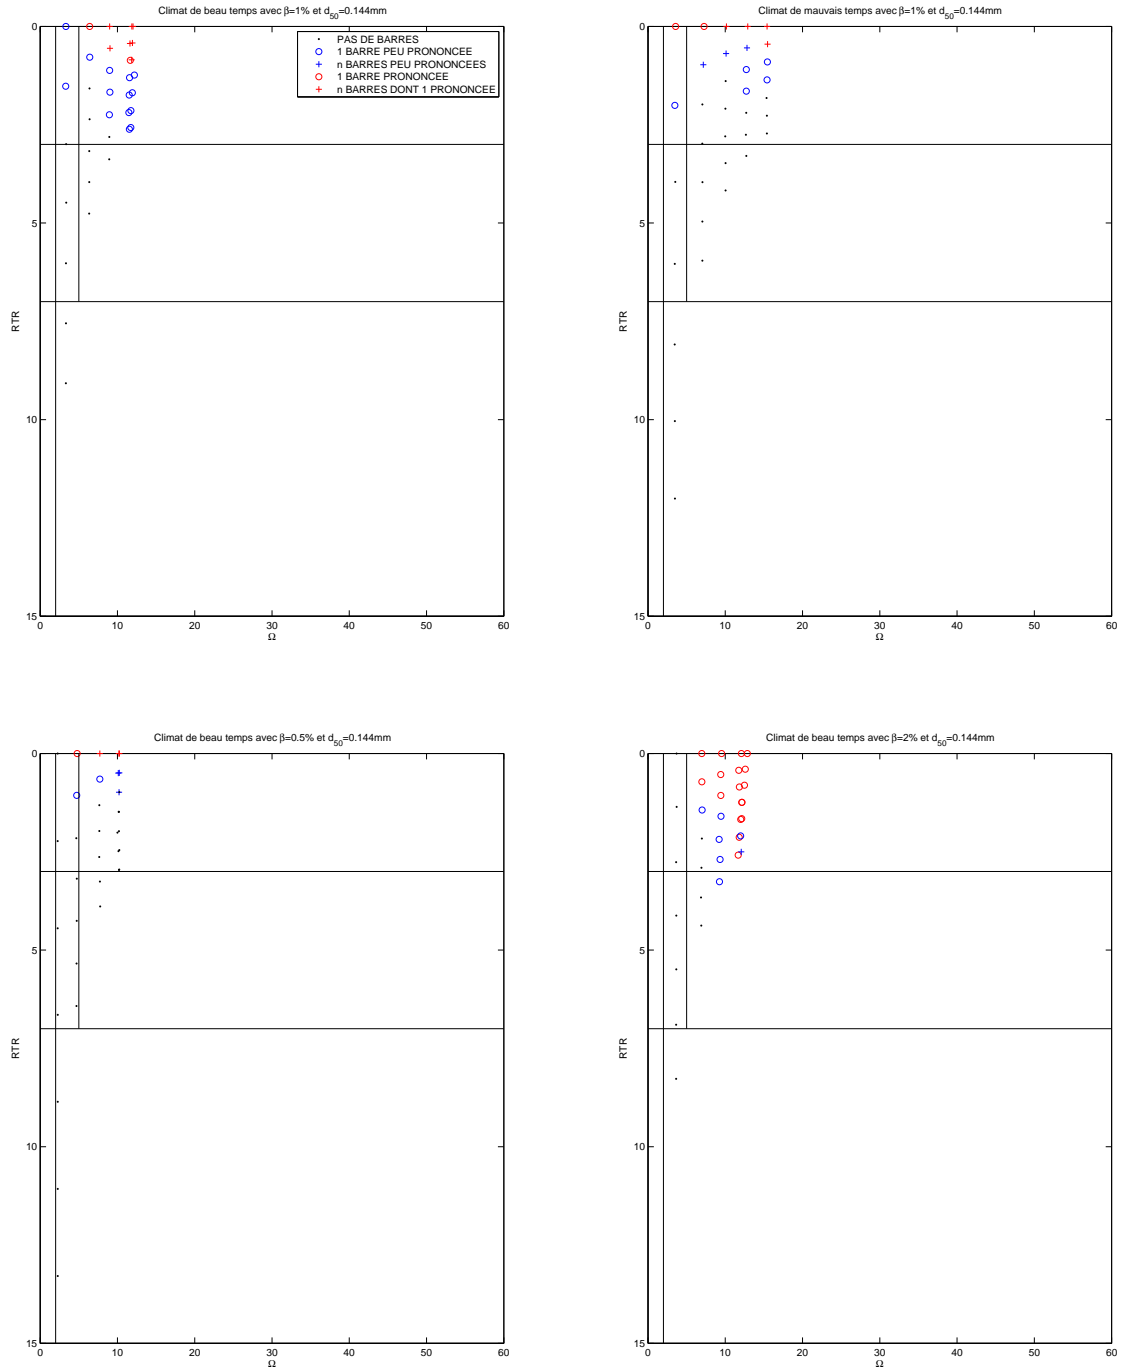 Climat de beau temps avec β=1% et d50=0.144mm
0
5
10
15
RTR
0
10
20
30
40
50
60
Ω
PAS DE BARRES
1 BARRE PEU PRONONCEE
n BARRES PEU PRONONCEES
1 BARRE PRONONCEE
n BARRES DONT 1 PRONONCEE
Climat de mauvais temps avec β=1% et d50=0.144mm
0
5
10
15
RTR
0
10
20
30
40
50
60
Ω
Climat de beau temps avec β=0.5% et d50=0.144mm
0
5
10
15
RTR
0
10
20
30
40
50
60
Ω
Climat de beau temps avec β=2% et d50=0.144mm
0
5
10
15
RTR
0
10
20
30
40
50
60
Ω